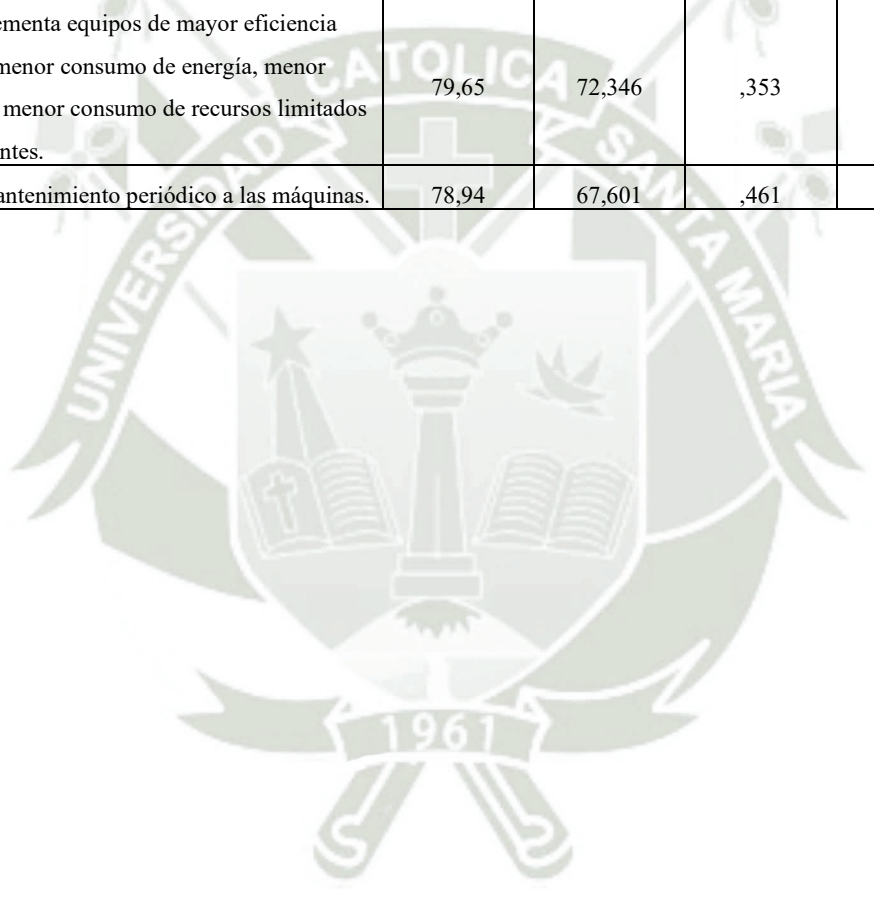 ementa equipos de mayor eficiencia
menor consumo de energía, menor
menor consumo de recursos limitados
ntes.
79,65 72,346 ,353
antenimiento periódico a las máquinas. 78,94 67,601 ,461
UNIVERSIDAD CATOLICA SANTA MARIA
1961